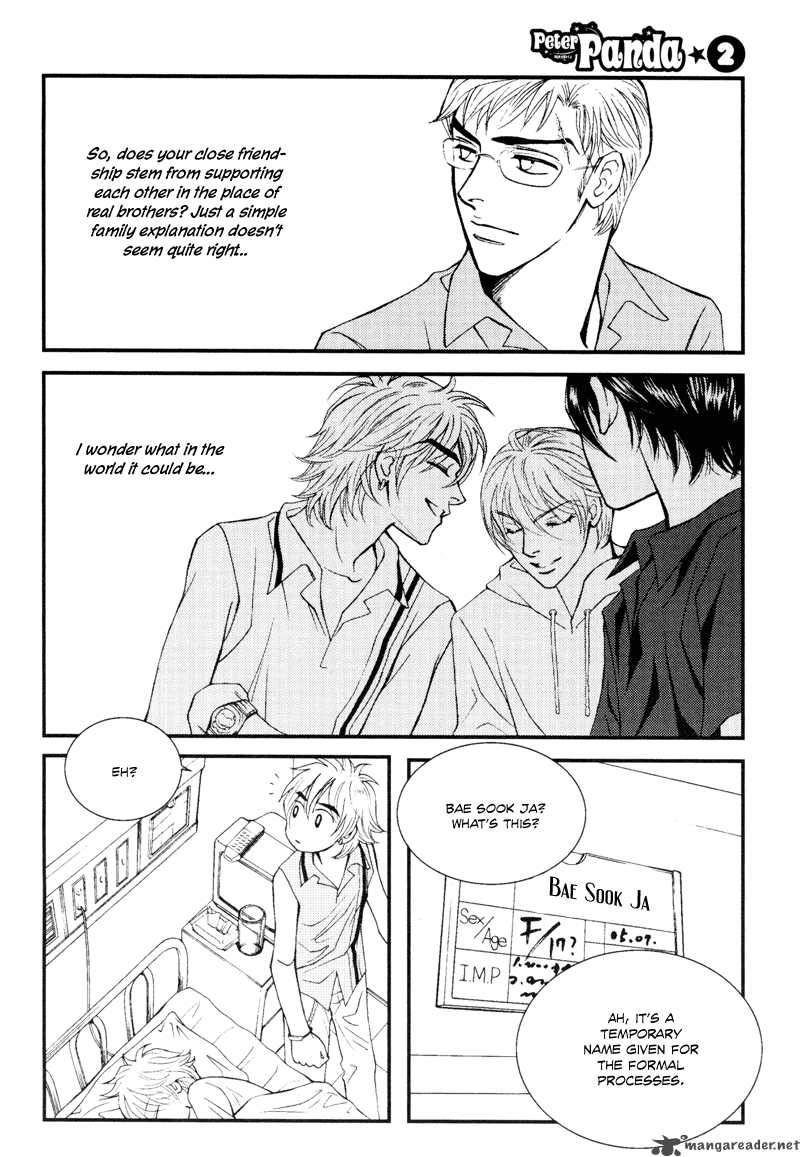 Peter
Panda ★ 2
So, does your close friend-
ship stem from supporting
each other in the place of
real brothers? Just a simple
family explanation doesn't
seem quite right..
I wonder what in the
world it could be...
EH?
BAE SOOK JA?
WHAT'S THIS?
BAE SOOK JA
Sex/
Age
F/17?
05.07.
I.M.P
AH, IT'S A
TEMPORARY
NAME GIVEN FOR
THE FORMAL
PROCESSES.
mangareader.net